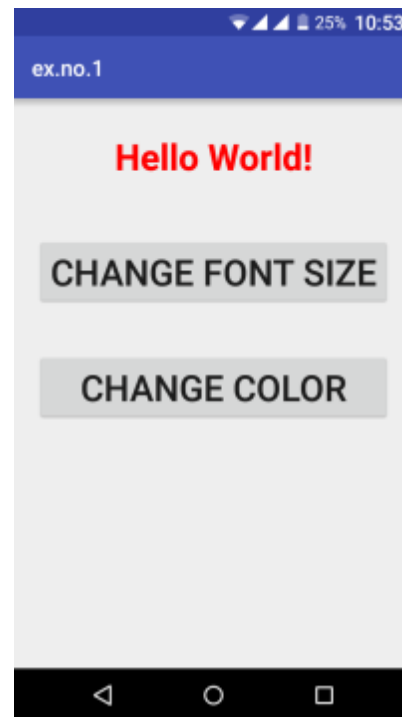 25% 10:53
ex.no.1
Hello World!
CHANGE FONT SIZE
CHANGE COLOR